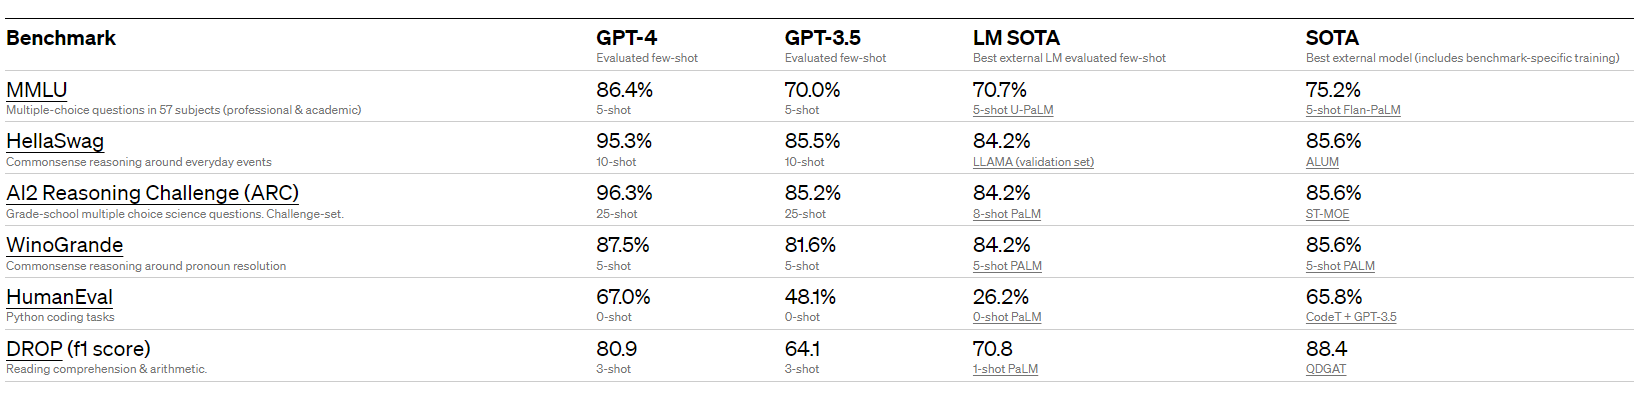 Benchmark GPT-4 GPT-3.5 LM SOTA SOTA
Evaluated few-shot Evaluated few-shot Best external LM evaluated few-shot Best external model (includes benchmark-specific training)
MMLU 86.4% 70.0% 70.7% 75.2%
Multiple-choice questions in 57 subjects (professional & academic) 5-shot 5-shot 5-shot U-PaLM 5-shot Flan-PaLM
HellaSwag 95.3% 85.5% 84.2% 85.6%
Commonsense reasoning around everyday events 10-shot 10-shot LLAMA (validation set) ALUM
AI2 Reasoning Challenge (ARC) 96.3% 85.2% 84.2% 85.6%
Grade-school multiple choice science questions. Challenge-set. 25-shot 25-shot 8-shot PaLM ST-MOE
WinoGrande 87.5% 81.6% 84.2% 85.6%
Commonsense reasoning around pronoun resolution 5-shot 5-shot 5-shot PALM 5-shot PALM
HumanEval 67.0% 48.1% 26.2% 65.8%
Python coding tasks 0-shot 0-shot 0-shot PaLM CodeT + GPT-3.5
DROP (f1 score) 80.9 64.1 70.8 88.4
Reading comprehension & arithmetic. 3-shot 3-shot 1-shot PaLM QDGAT